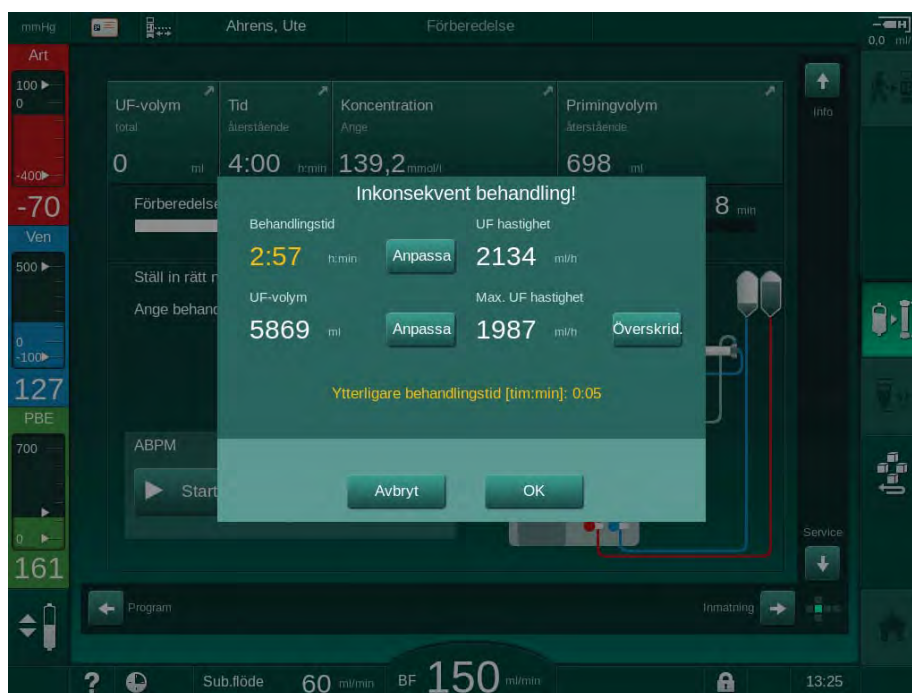 mmHg
Ahrens, Ute
Förberedelse
0,0 ml/
Art
100
0
-400
-70
Ven
500
0
-100
127
PBE
700
0
161
UF-volym
total
0 ml
Tid
återstående
4:00 h:min
Koncentration
Ange
139,2 mmol/l
Primingvolym
återstående
698 ml
Info
Förberedelse
8 min
Ställ in rätt
Ange behand
Inkonsekvent behandling!
Behandlingstid
2:57 h:min
Anpassa
UF hastighet
2134 ml/h
UF-volym
5869 ml
Anpassa
Max. UF hastighet
1987 ml/h
Överskrid.
Ytterligare behandlingstid [tim:min]: 0:05
Avbryt
OK
ABPM
Start
Service
Program
Inmatning
?
Sub.flöde 60 ml/min
BF 150 ml/min
13:25